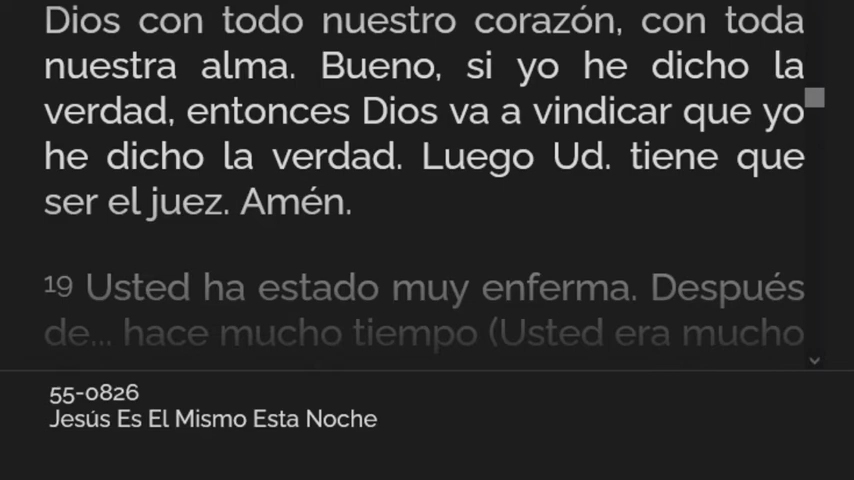 Dios con todo nuestro corazón, con toda
nuestra alma. Bueno, si yo he dicho la
verdad, entonces Dios va a vindicar que yo
he dicho la verdad. Luego Ud. tiene que
ser el juez. Amén.
19 Usted ha estado muy enferma. Después
de... hace mucho tiempo (Usted era mucho
55-0826
Jesús Es El Mismo Esta Noche